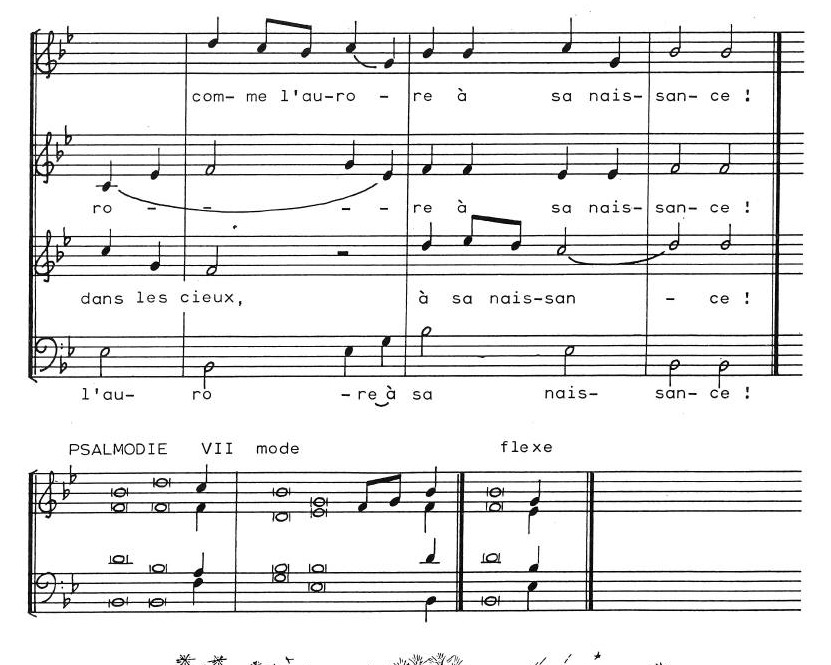 com- me l'au-ro - re à sa nais- san- ce !
ro - - - - re à sa nais- san- ce !
dans les cieux, à sa nais-san - ce !
l'au- ro - re à sa nais- san- ce !
PSALMODIE VII mode flexe